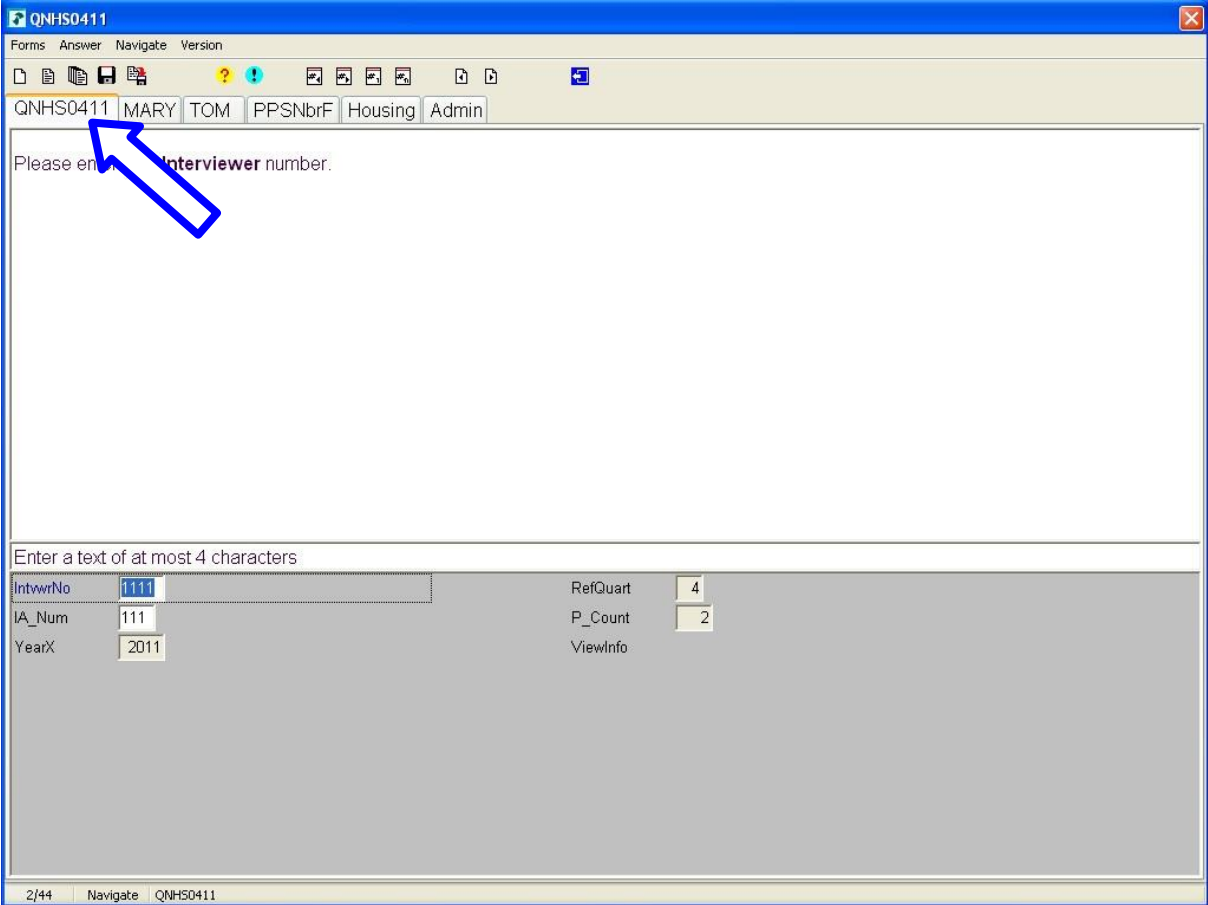 QNHS0411
Forms Answer Navigate Version
QNHS0411 MARY TOM PPSNbrF Housing Admin
Please Interviewer number.
Enter a text of at most 4 characters
IntvwrNo 1111 RefQuart 4
IA_Num 111 P_Count 2
YearX 2011 ViewInfo
2/44 Navigate QNHS0411